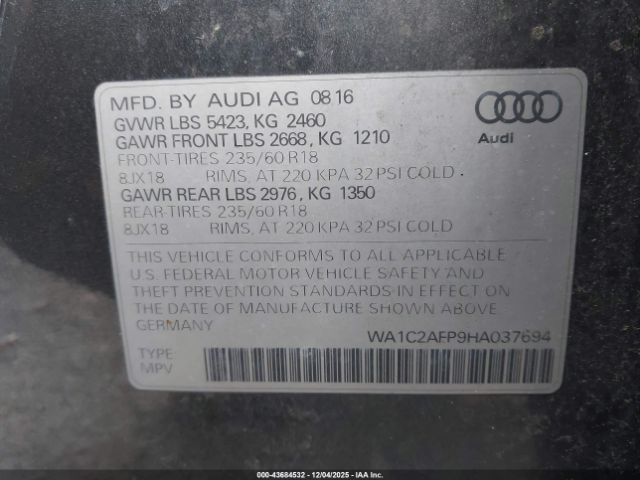 MFD. BY AUDI AG 08 16
GVWR LBS 5423, KG 2460
GAWR FRONT LBS 2668, KG 1210
FRONT-TIRES 235/60 R18
8JX18 RIMS, AT 220 KPA 32 PSI COLD
GAWR REAR LBS 2976, KG 1350
REAR-TIRES 235/60 R18
8JX18 RIMS, AT 220 KPA 32 PSI COLD
Audi
THIS VEHICLE CONFORMS TO ALL APPLICABLE
U.S. FEDERAL MOTOR VEHICLE SAFETY AND
THEFT PREVENTION STANDARDS IN EFFECT ON
THE DATE OF MANUFACTURE SHOWN ABOVE
GERMANY
WA1C2AFP9HA037694
TYPE:
MPV
000-43684532 - 12/04/2025 - IAA Inc.